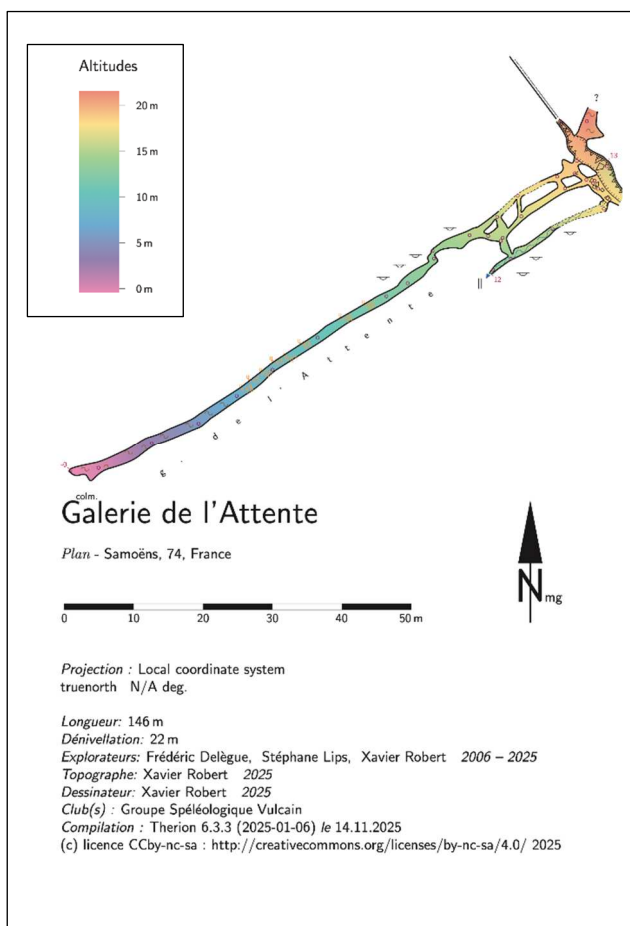 Altitudes
20 m
15 m
10 m
5 m
0 m
?
13
12
g. de l'Attente
-0
colm.
Galerie de l'Attente
Plan - Samoëns, 74, France
N mg
0 10 20 30 40 50 m
Projection : Local coordinate system
truenorth N/A deg.
Longueur: 146 m
Dénivellation: 22 m
Explorateurs: Frédéric Delègue, Stéphane Lips, Xavier Robert 2006 – 2025
Topographe: Xavier Robert 2025
Dessinateur: Xavier Robert 2025
Club(s) : Groupe Spéléologique Vulcain
Compilation : Therion 6.3.3 (2025-01-06) le 14.11.2025
(c) licence CCby-nc-sa : http://creativecommons.org/licenses/by-nc-sa/4.0/ 2025